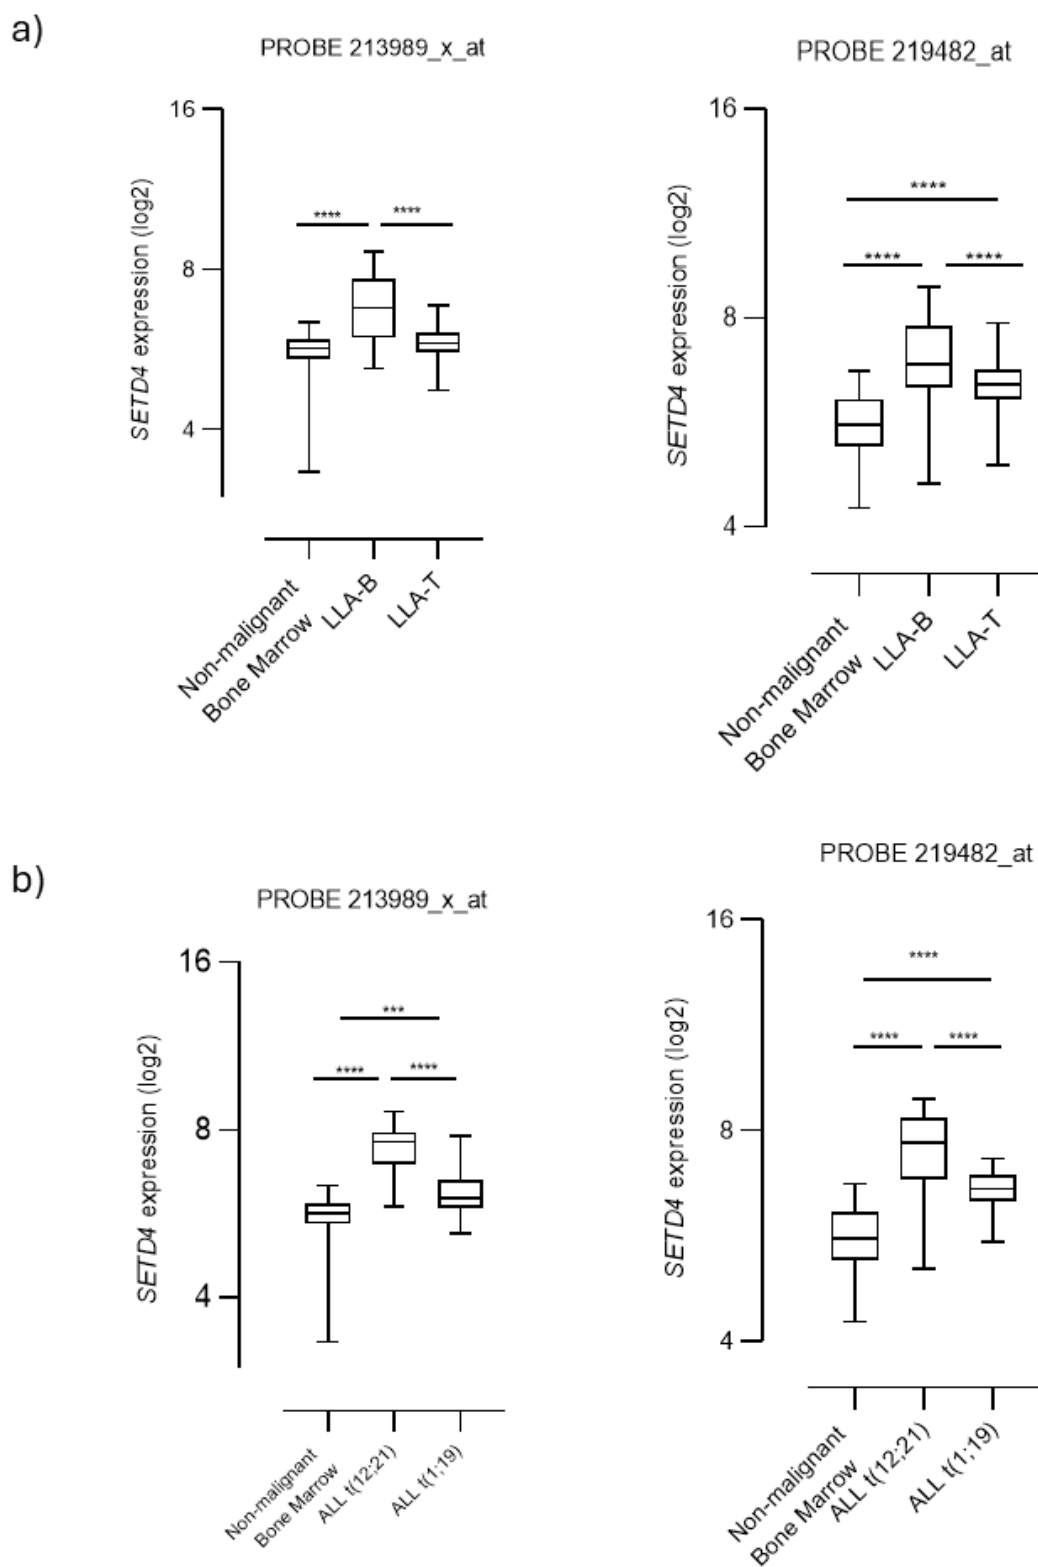 a)
PROBE 213989_x_at
16
8
4
SETD4 expression (log2)
****
****
Non-malignant
Bone Marrow
LLA-B
LLA-T
PROBE 219482_at
16
8
4
SETD4 expression (log2)
****
****
****
Non-malignant
Bone Marrow
LLA-B
LLA-T
b)
PROBE 213989_x_at
16
8
4
SETD4 expression (log2)
***
****
****
Non-malignant
Bone Marrow
ALL t(12;21)
ALL t(1;19)
PROBE 219482_at
16
8
4
SETD4 expression (log2)
****
****
****
Non-malignant
Bone Marrow
ALL t(12;21)
ALL t(1;19)